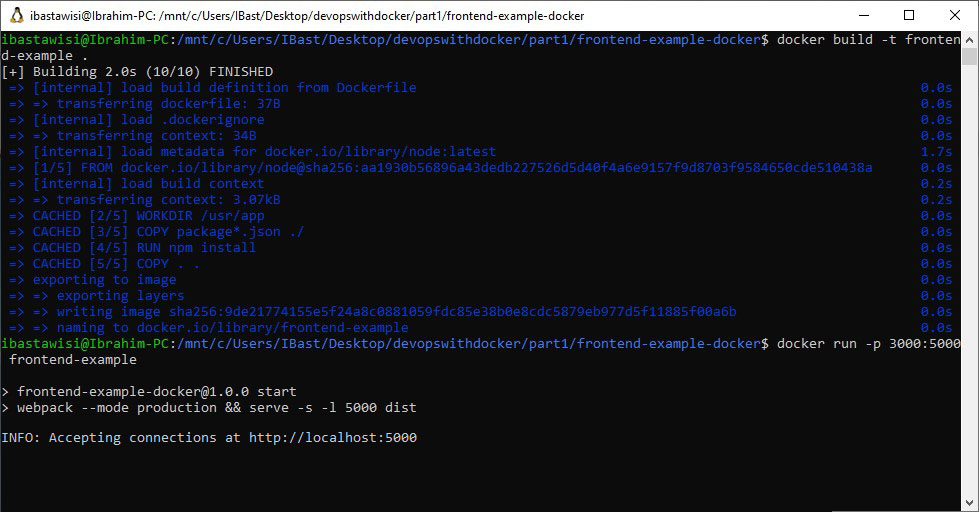 ibastawisi@Ibrahim-PC: /mnt/c/Users/IBast/Desktop/devopswithdocker/part1/frontend-example-docker
ibastawisi@Ibrahim-PC:/mnt/c/Users/IBast/Desktop/devopswithdocker/part1/frontend-example-docker$ docker build -t fronten
d-example .
[+] Building 2.0s (10/10) FINISHED
=> [internal] load build definition from Dockerfile 0.0s
=> => transferring dockerfile: 37B 0.0s
=> [internal] load .dockerignore 0.0s
=> => transferring context: 34B 0.0s
=> [internal] load metadata for docker.io/library/node:latest 1.7s
=> [1/5] FROM docker.io/library/node@sha256:aa1930b56896a43dedb227526d5d40f4a6e9157f9d8703f9584650cde510438a 0.0s
=> [internal] load build context 0.2s
=> => transferring context: 3.07kB 0.2s
=> CACHED [2/5] WORKDIR /usr/app 0.0s
=> CACHED [3/5] COPY package*.json ./ 0.0s
=> CACHED [4/5] RUN npm install 0.0s
=> CACHED [5/5] COPY . . 0.0s
=> exporting to image 0.0s
=> => exporting layers 0.0s
=> => writing image sha256:9de21774155e5f24a8c0881059fdc85e38b0e8cdc5879eb977d5f11885f00a6b 0.0s
=> => naming to docker.io/library/frontend-example 0.0s
ibastawisi@Ibrahim-PC:/mnt/c/Users/IBast/Desktop/devopswithdocker/part1/frontend-example-docker$ docker run -p 3000:5000
frontend-example
> frontend-example-docker@1.0.0 start
> webpack --mode production && serve -s -l 5000 dist
INFO: Accepting connections at http://localhost:5000